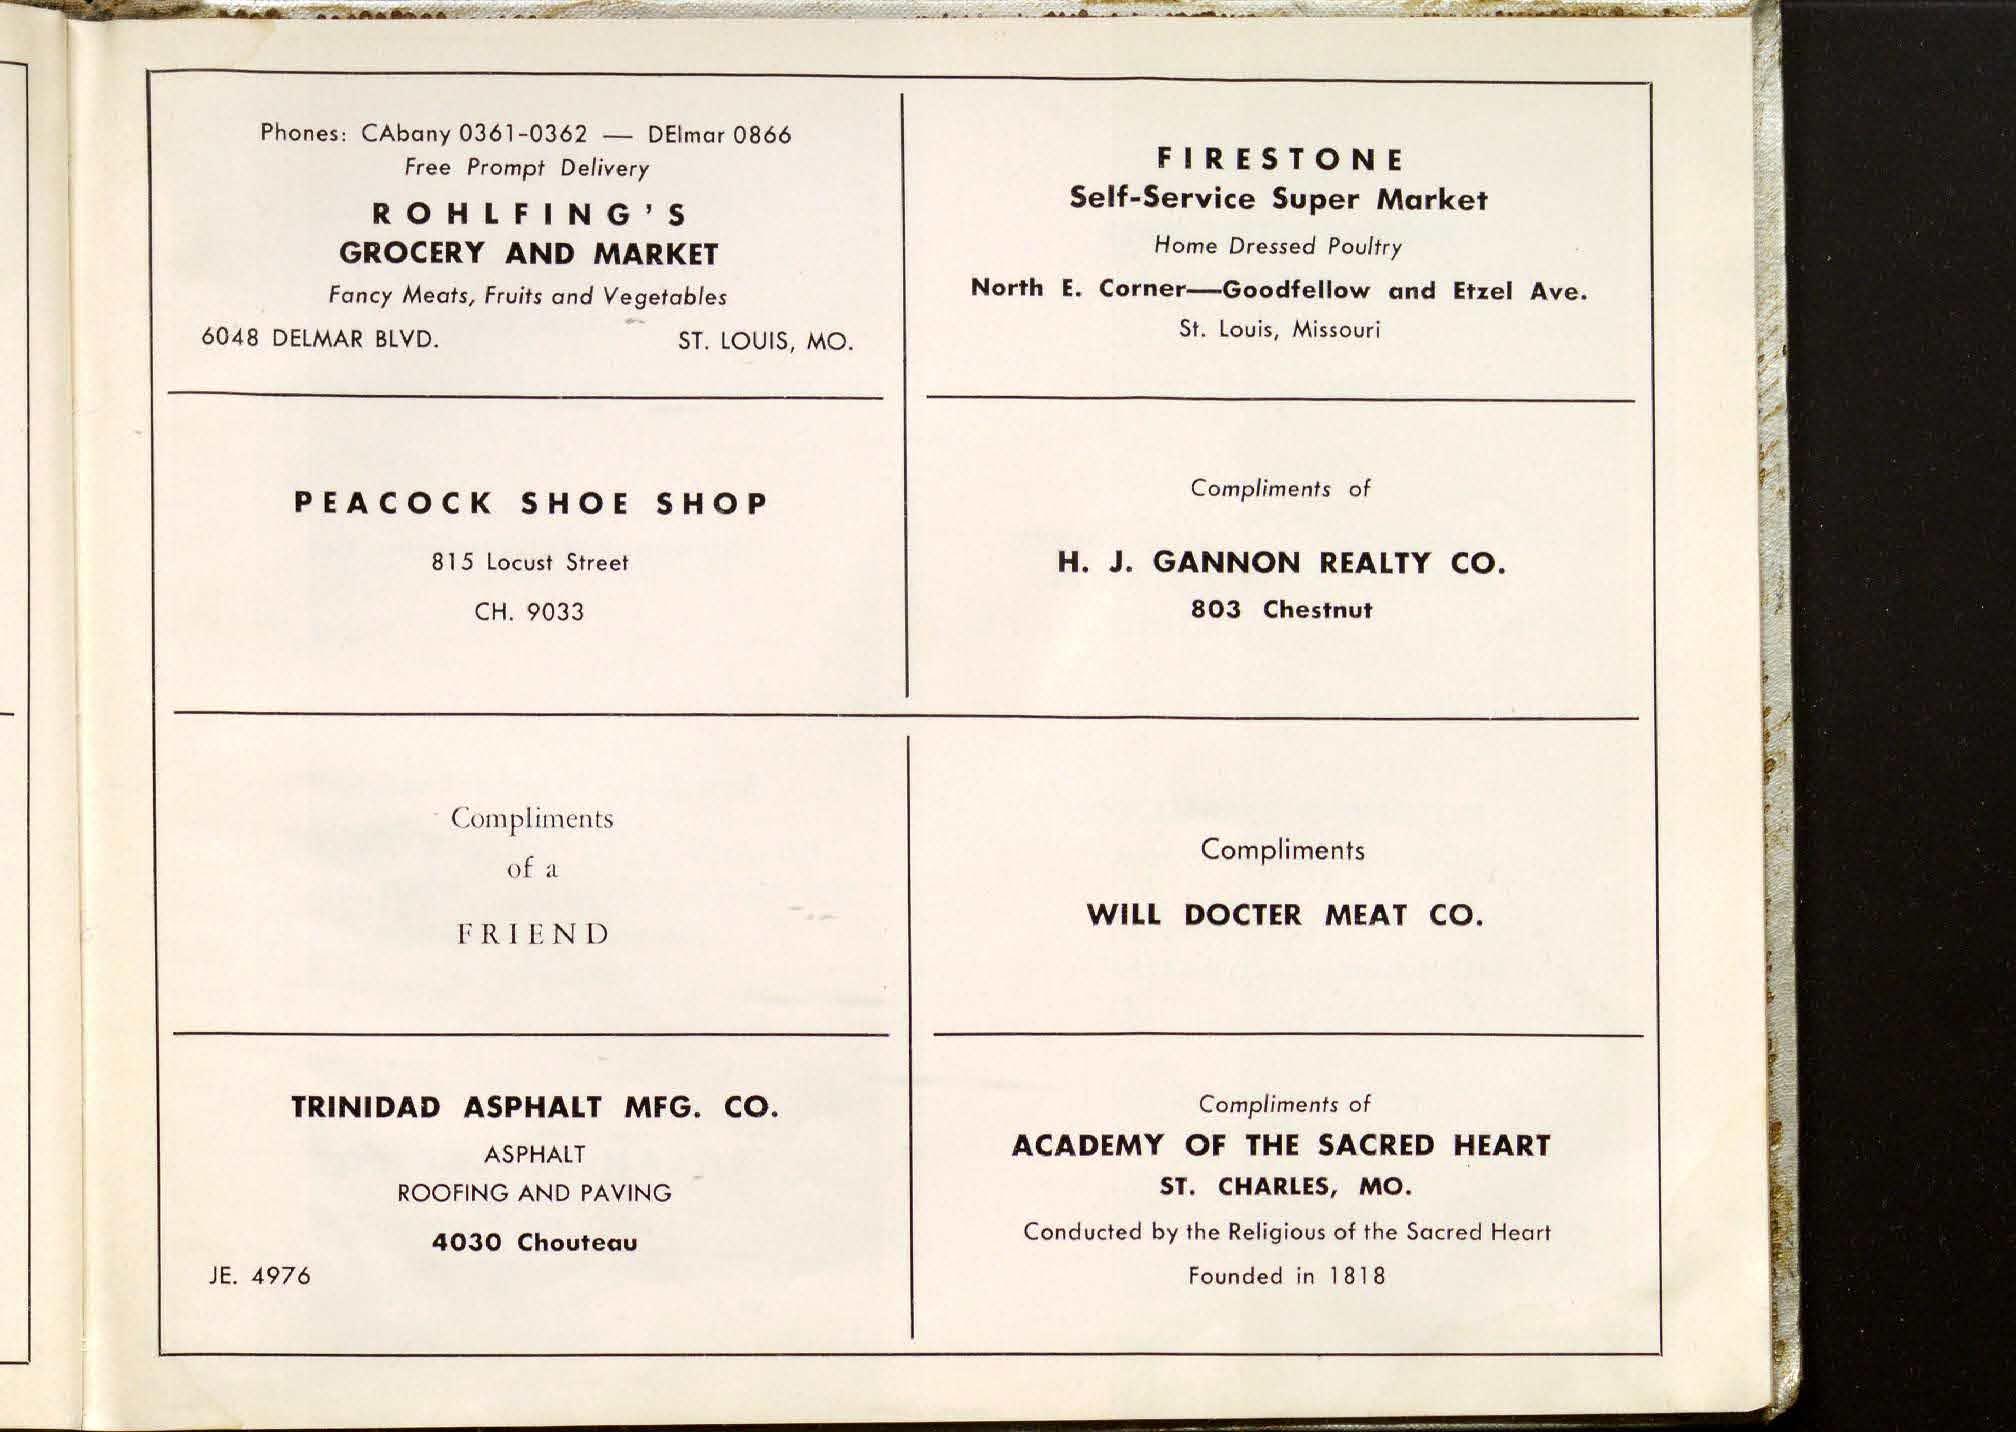 Phones: CAbany 0361-0362 — DElmar 0866
Free Prompt Delivery
ROHLFING'S
GROCERY AND MARKET
Fancy Meats, Fruits and Vegetables
6048 DELMAR BLVD. ST. LOUIS, MO.
FIRESTONE
Self-Service Super Market
Home Dressed Poultry
North E. Corner—Goodfellow and Etzel Ave.
St. Louis, Missouri
PEACOCK SHOE SHOP
815 Locust Street
CH. 9033
Compliments of
H. J. GANNON REALTY CO.
803 Chestnut
Compliments
of a
FRIEND
Compliments
WILL DOCTER MEAT CO.
TRINIDAD ASPHALT MFG. CO.
ASPHALT
ROOFING AND PAVING
4030 Chouteau
JE. 4976
Compliments of
ACADEMY OF THE SACRED HEART
ST. CHARLES, MO.
Conducted by the Religious of the Sacred Heart
Founded in 1818